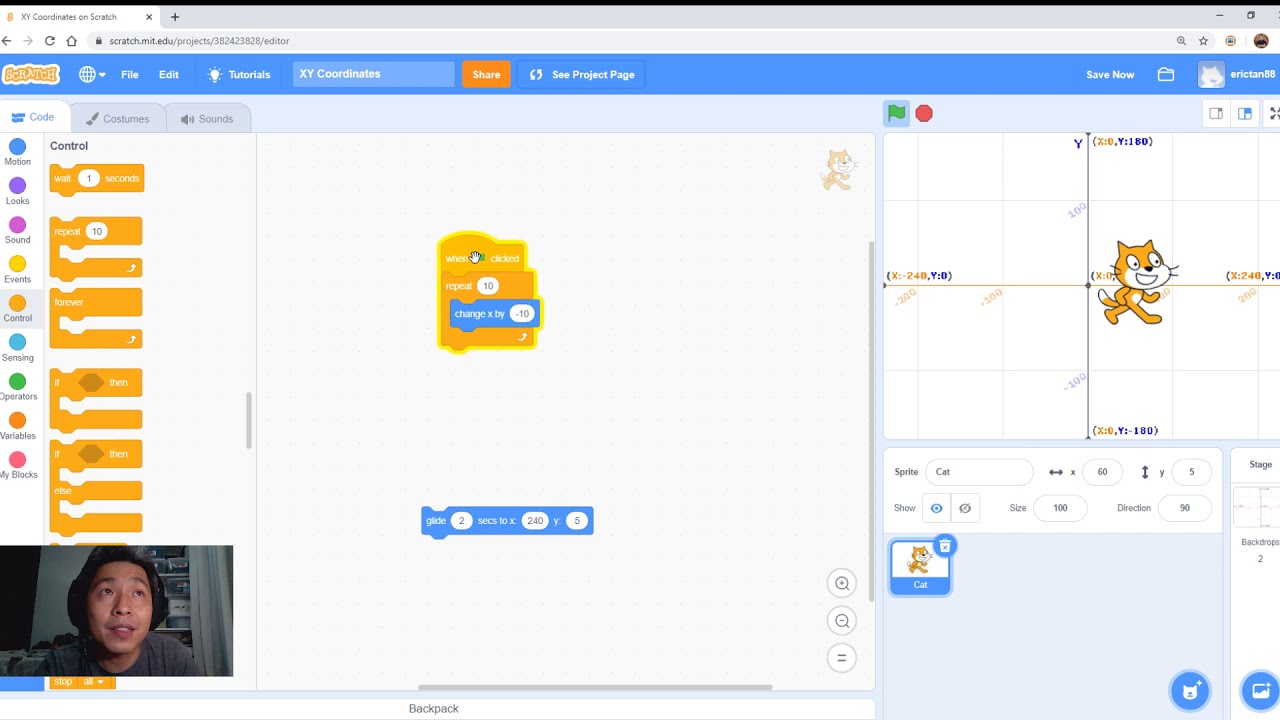 XY Coordinates on Scratch
scratch.mit.edu/projects/382423828/editor
SCRATCH
File Edit Tutorials XY Coordinates Share See Project Page Save Now erictan88
Code Costumes Sounds
Motion
Looks
Sound
Events
Control
Sensing
Operators
Variables
My Blocks
Control
wait 1 seconds
repeat 10
forever
if then
if then
else
stop all
when clicked
repeat 10
change x by -10
glide 2 secs to x: 240 y: 5
Backpack
Y (X:0,Y:180)
100
(X:-240,Y:0) (X:0, (X:240,Y:0
-200 -100 200
-100
(X:0,Y:-180)
Sprite Cat x 60 y 5
Show Size 100 Direction 90
Cat
Stage
Backdrops
2